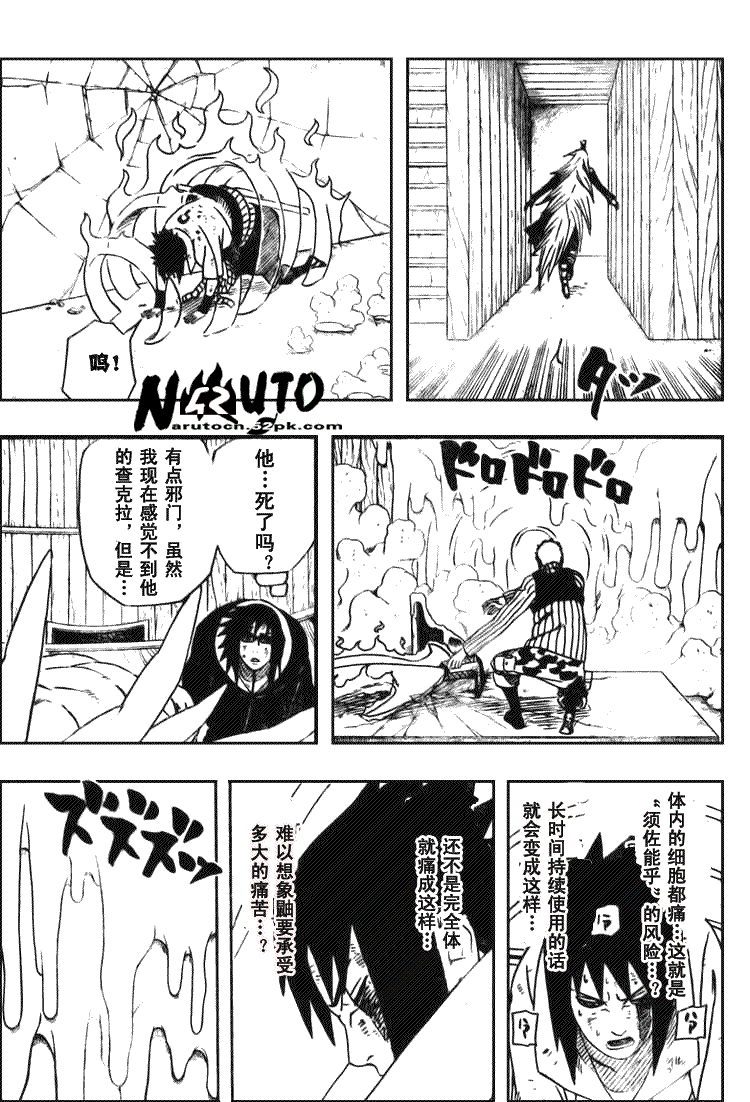 タッ
呜！
NARUTO
Narutocn.52pk.com
ドロドロドロ
他…死了吗？
有点邪门，虽然
我现在感觉不到他
的查克拉，但是…
体内的细胞都痛…这就是
“须佐能乎”的风险…？
长时间持续使用的话
就会变成这样…
还不是完全体
就痛成这样…
难以想象鼬要承受
多大的痛苦…？
ズズズッ